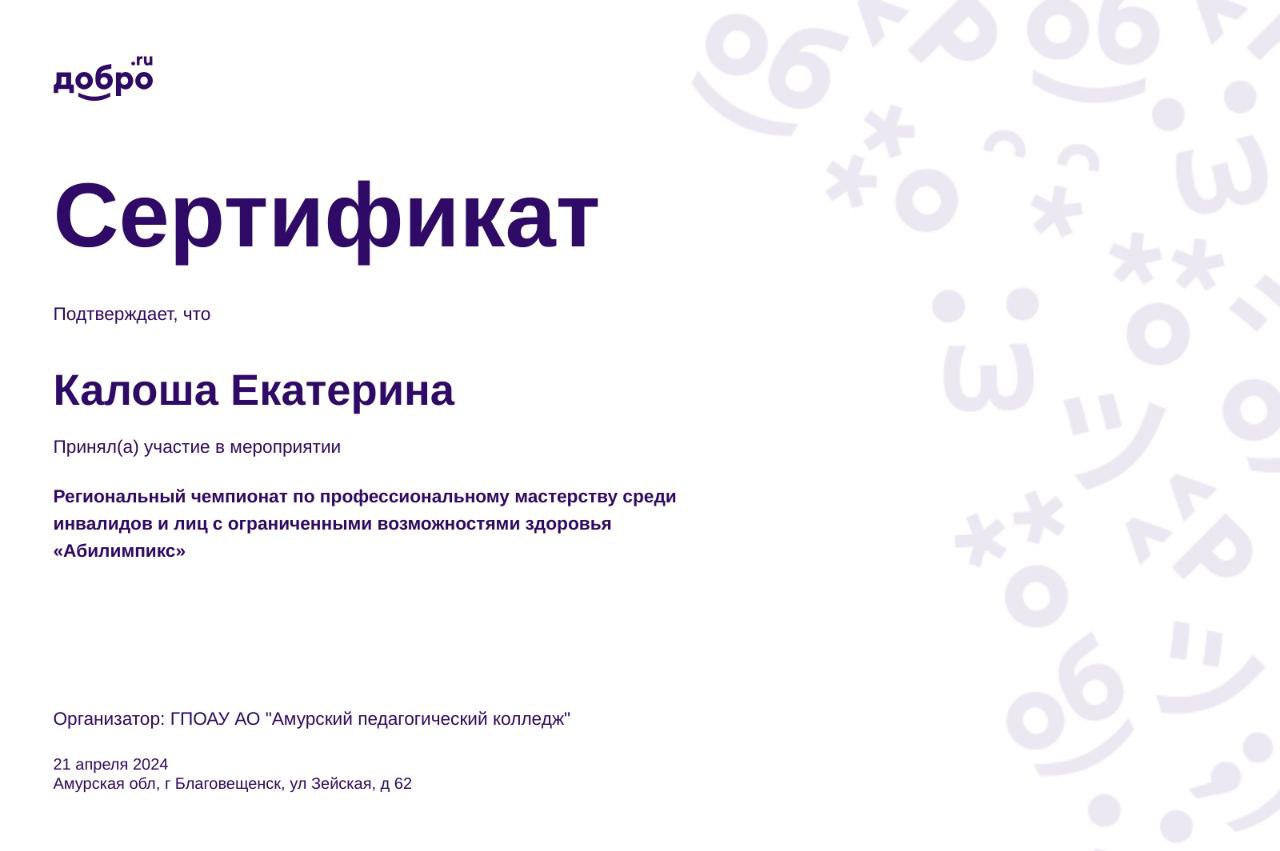 добро.ru
Сертификат
Подтверждает, что
Калоша Екатерина
Принял(а) участие в мероприятии
Региональный чемпионат по профессиональному мастерству среди
инвалидов и лиц с ограниченными возможностями здоровья
«Абилимпикс»
Организатор: ГПОАУ АО "Амурский педагогический колледж"
21 апреля 2024
Амурская обл, г Благовещенск, ул Зейская, д 62